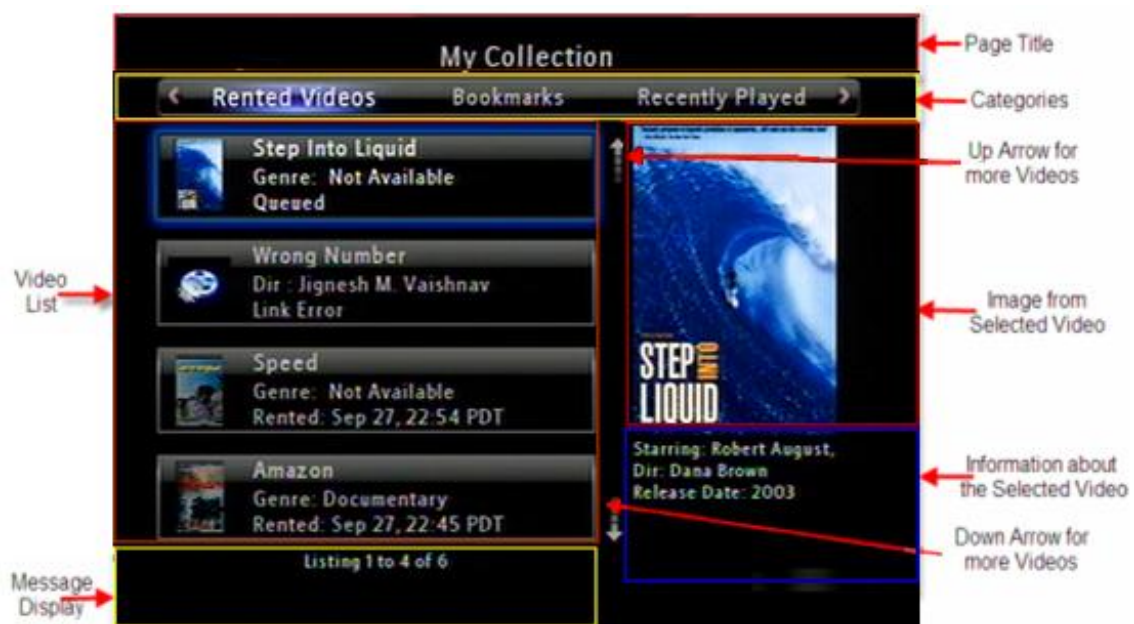 My Collection
Page Title
Rented Videos Bookmarks Recently Played
Categories
Step Into Liquid
Genre: Not Available
Queued
Up Arrow for
more Videos
Wrong Number
Dir : Jignesh M. Vaishnav
Link Error
Video
List
STEP INTO
LIQUID
Image from
Selected Video
Speed
Genre: Not Available
Rented: Sep 27, 22:54 PDT
Starring: Robert August,
Dir: Dana Brown
Release Date: 2003
Information about
the Selected Video
Amazon
Genre: Documentary
Rented: Sep 27, 22:45 PDT
Down Arrow for
more Videos
Listing 1 to 4 of 6
Message
Display